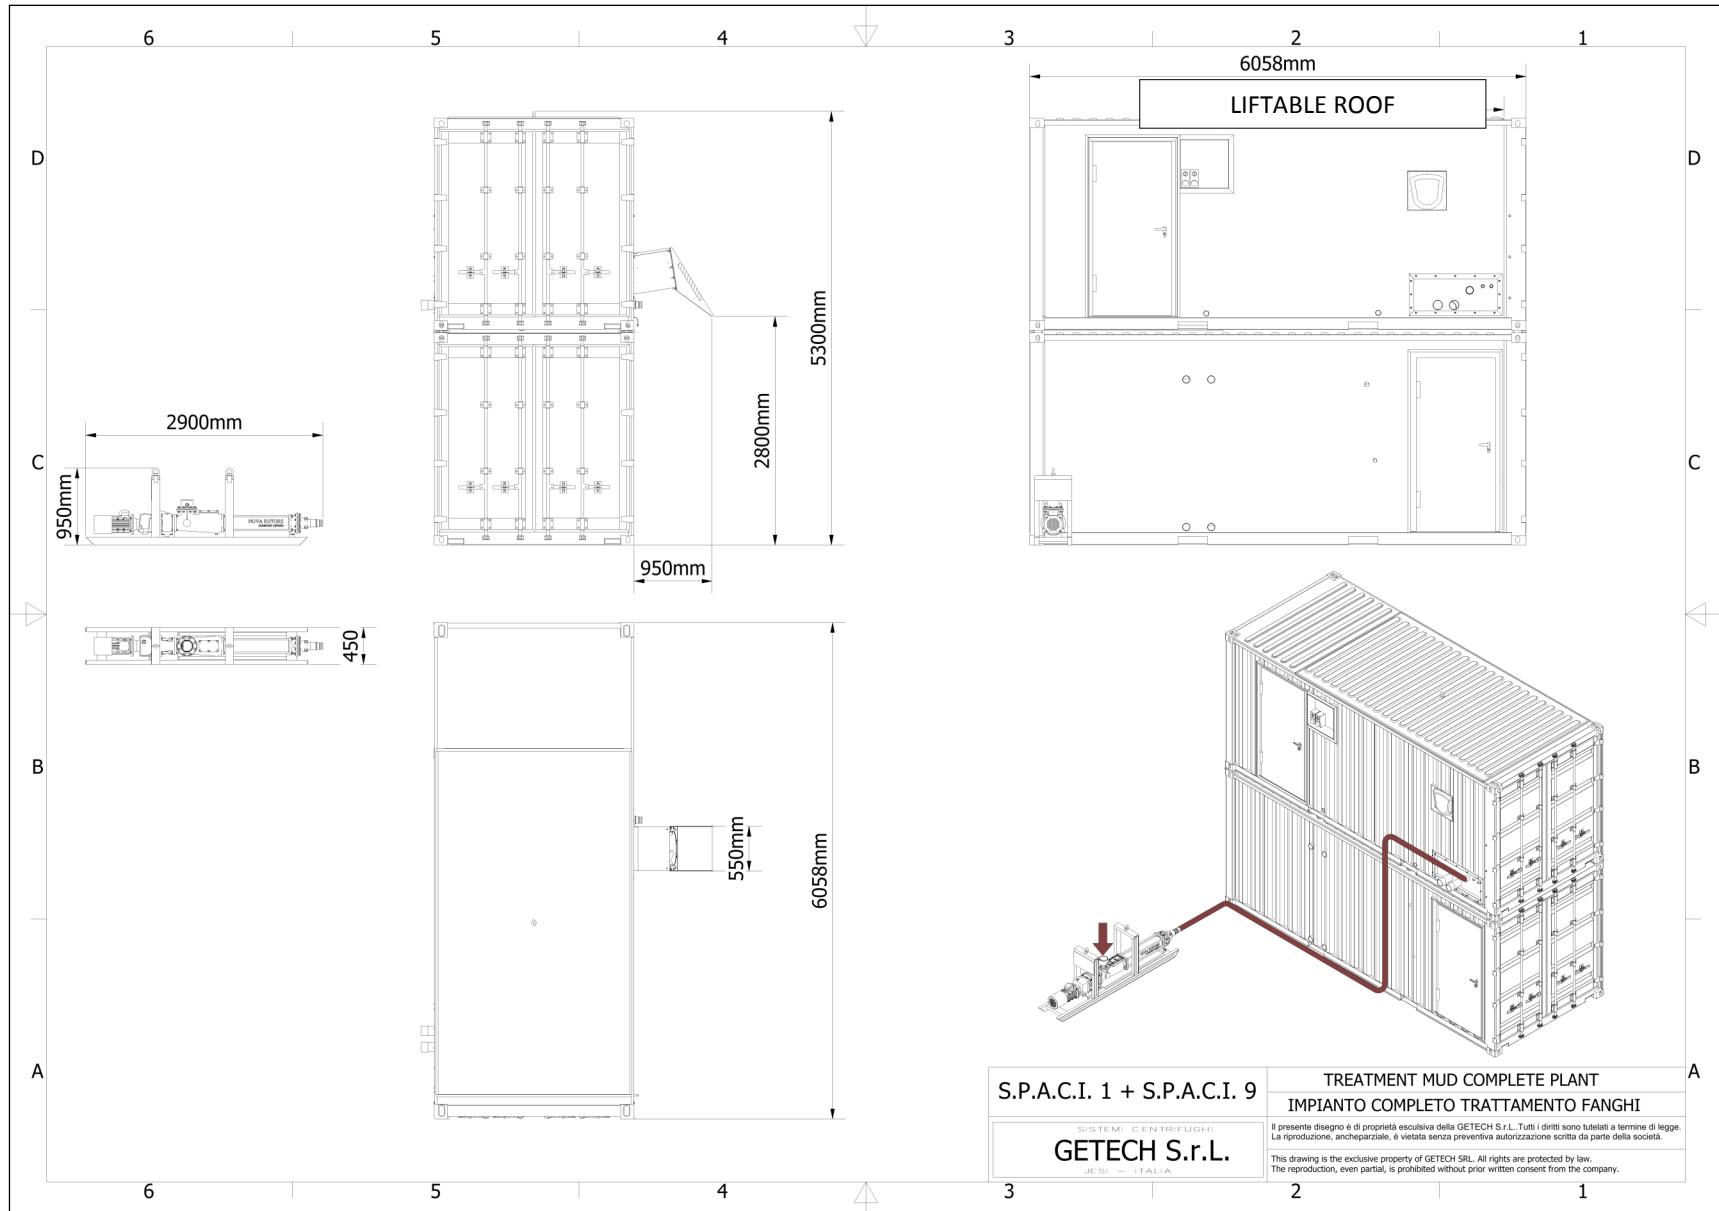 6 5 4 3 2 1
6058mm
LIFTABLE ROOF
D
D
5300mm
2800mm
2900mm
C
C
950mm
NOVA ROTORS
950mm
450
B
B
550mm
6058mm
A
A
S.P.A.C.I. 1 + S.P.A.C.I. 9
TREATMENT MUD COMPLETE PLANT
IMPIANTO COMPLETO TRATTAMENTO FANGHI
SISTEMI CENTRIFUGHI
GETECH S.r.L.
JESI - ITALIA
Il presente disegno è di proprietà esculsiva della GETECH S.r.L..Tutti i diritti sono tutelati a termine di legge.
La riproduzione, ancheparziale, è vietata senza preventiva autorizzazione scritta da parte della società.
This drawing is the exclusive property of GETECH SRL. All rights are protected by law.
The reproduction, even partial, is prohibited without prior written consent from the company.
6 5 4 3 2 1